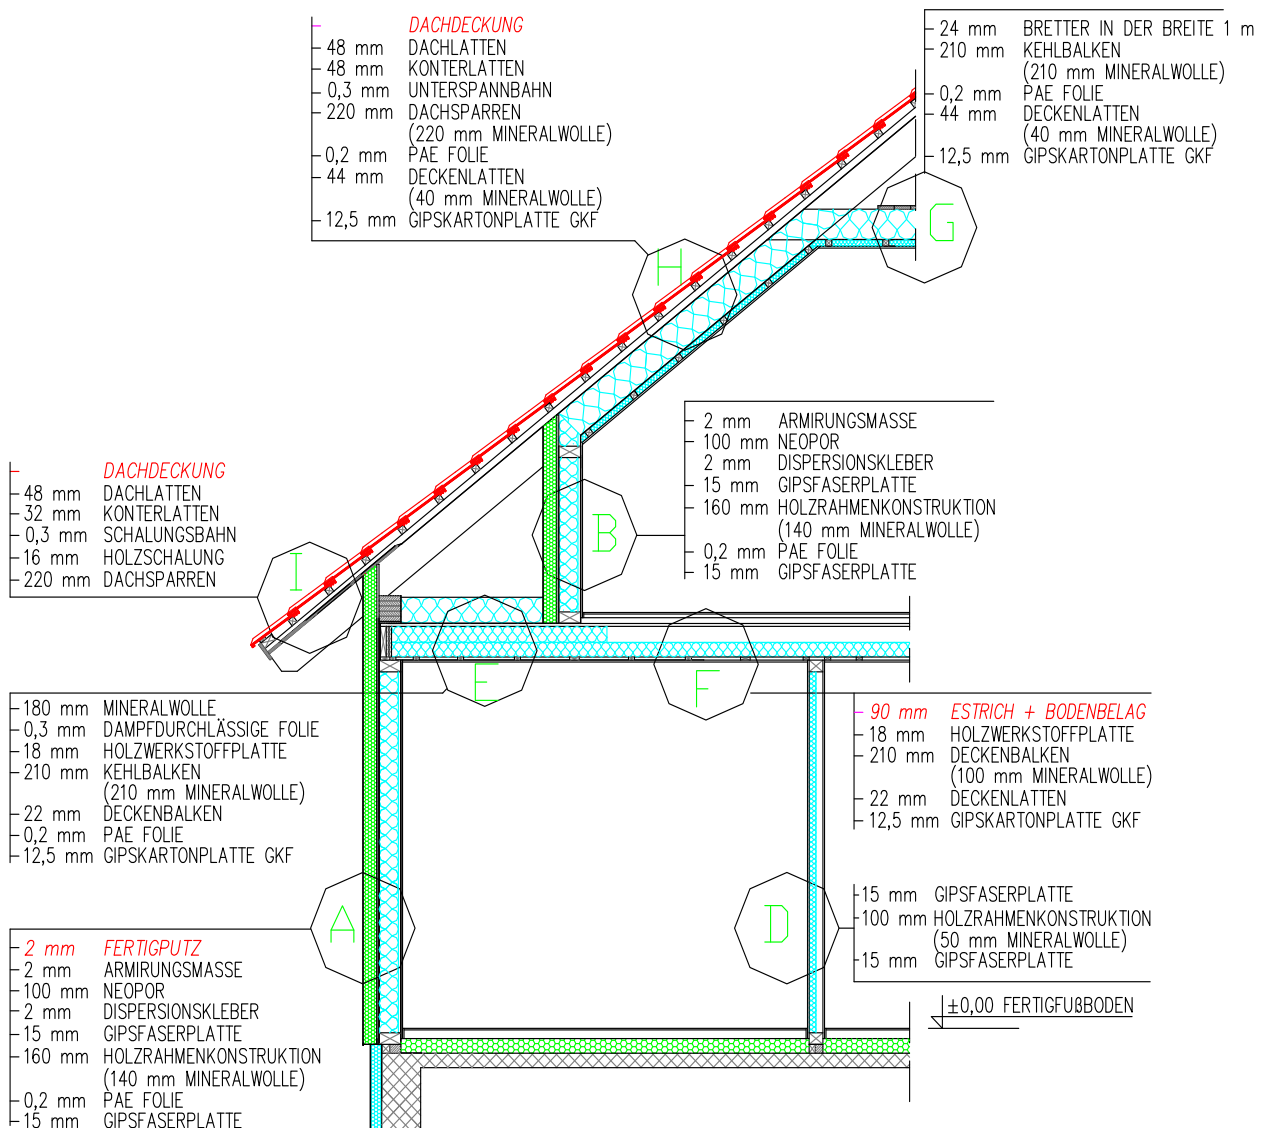 DACHDECKUNG
48 mm DACHLATTEN
48 mm KONTERLATTEN
0,3 mm UNTERSPANNBAHN
220 mm DACHSPARREN
(220 mm MINERALWOLLE)
0,2 mm PAE FOLIE
44 mm DECKENLATTEN
(40 mm MINERALWOLLE)
12,5 mm GIPSKARTONPLATTE GKF
24 mm BRETTER IN DER BREITE 1 m
210 mm KEHLBALKEN
(210 mm MINERALWOLLE)
0,2 mm PAE FOLIE
44 mm DECKENLATTEN
(40 mm MINERALWOLLE)
12,5 mm GIPSKARTONPLATTE GKF
G
H
2 mm ARMIRUNGSMASSE
100 mm NEOPOR
2 mm DISPERSIONSKLEBER
15 mm GIPSFASERPLATTE
160 mm HOLZRAHMENKONSTRUKTION
(140 mm MINERALWOLLE)
0,2 mm PAE FOLIE
15 mm GIPSFASERPLATTE
B
DACHDECKUNG
48 mm DACHLATTEN
32 mm KONTERLATTEN
0,3 mm SCHALUNGSBAHN
16 mm HOLZSCHALUNG
220 mm DACHSPARREN
I
E
F
180 mm MINERALWOLLE
0,3 mm DAMPFDURCHLÄSSIGE FOLIE
18 mm HOLZWERKSTOFFPLATTE
210 mm KEHLBALKEN
(210 mm MINERALWOLLE)
22 mm DECKENBALKEN
0,2 mm PAE FOLIE
12,5 mm GIPSKARTONPLATTE GKF
90 mm ESTRICH + BODENBELAG
18 mm HOLZWERKSTOFFPLATTE
210 mm DECKENBALKEN
(100 mm MINERALWOLLE)
22 mm DECKENLATTEN
12,5 mm GIPSKARTONPLATTE GKF
A
D
15 mm GIPSFASERPLATTE
100 mm HOLZRAHMENKONSTRUKTION
(50 mm MINERALWOLLE)
15 mm GIPSFASERPLATTE
2 mm FERTIGPUTZ
2 mm ARMIRUNGSMASSE
100 mm NEOPOR
2 mm DISPERSIONSKLEBER
15 mm GIPSFASERPLATTE
160 mm HOLZRAHMENKONSTRUKTION
(140 mm MINERALWOLLE)
0,2 mm PAE FOLIE
15 mm GIPSFASERPLATTE
±0,00 FERTIGFUßBODEN